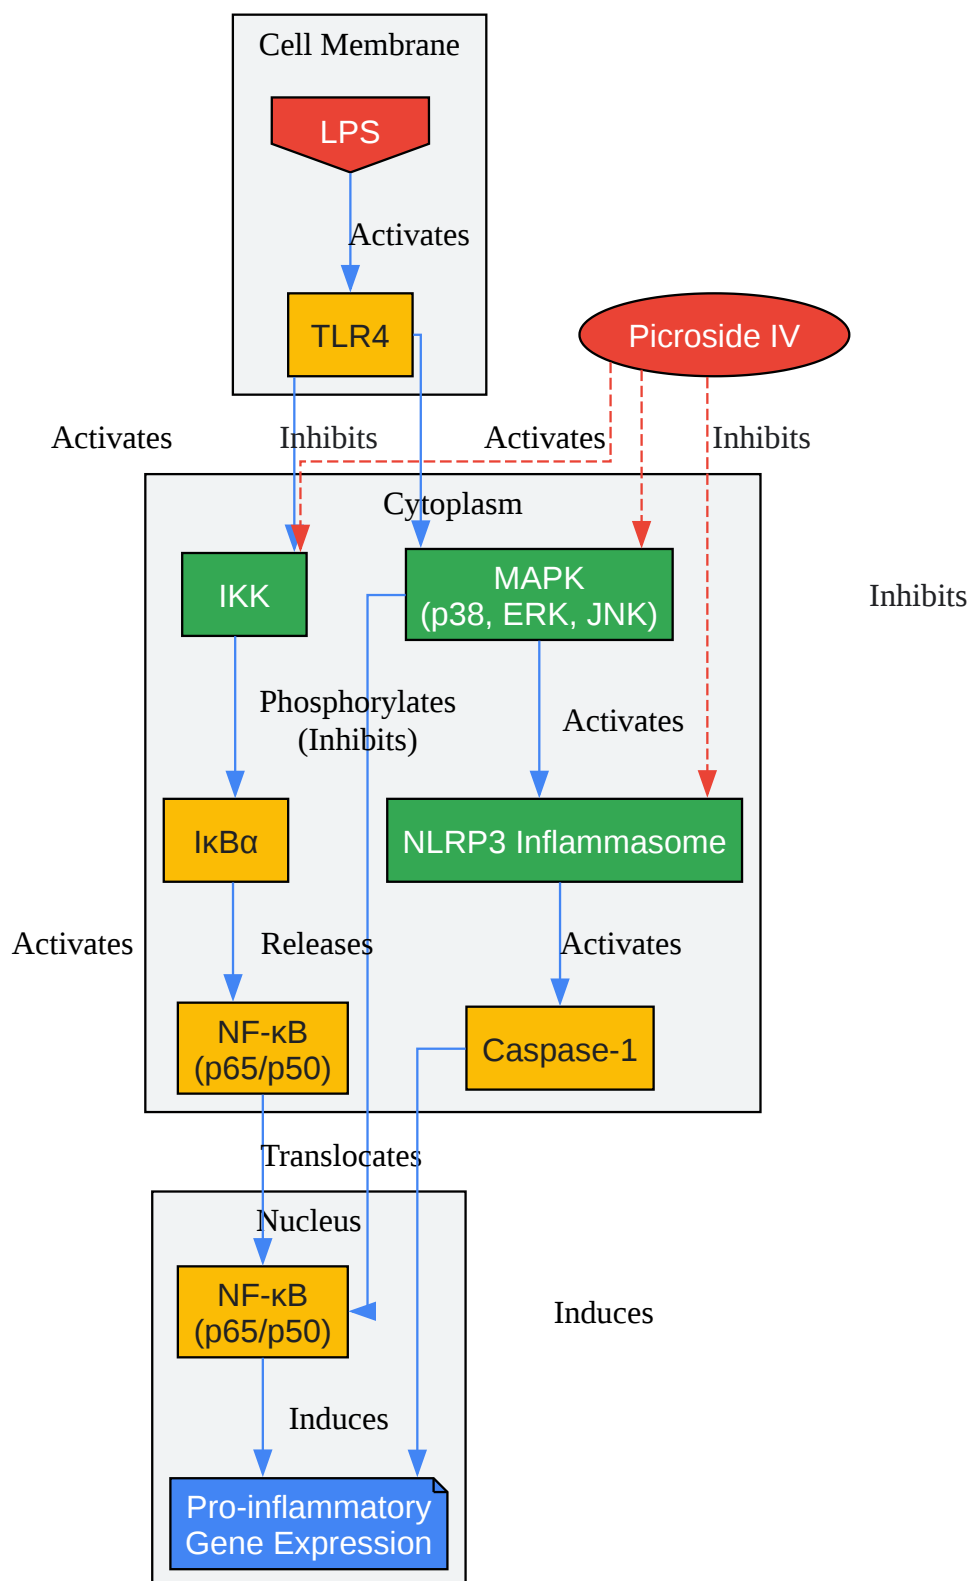 Cell Membrane
LPS
Activates
TLR4
Picroside IV
Activates
Inhibits
Activates
Inhibits
Cytoplasm
IKK
MAPK
(p38, ERK, JNK)
Inhibits
Phosphorylates
(Inhibits)
Activates
IκBα
NLRP3 Inflammasome
Activates
Releases
Activates
NF-κB
(p65/p50)
Caspase-1
Translocates
Nucleus
NF-κB
(p65/p50)
Induces
Induces
Pro-inflammatory
Gene Expression